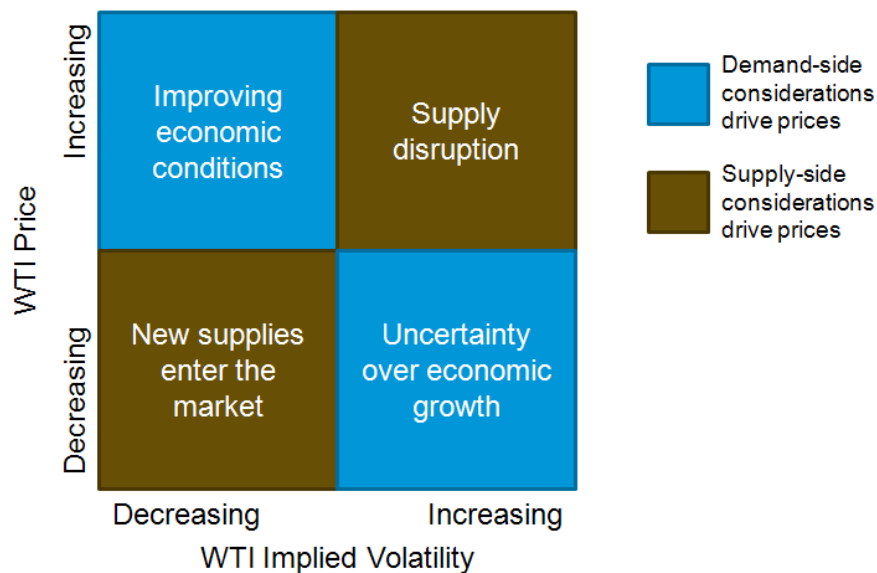 WTI Price
Increasing
Decreasing
Improving
economic
conditions
Supply
disruption
New supplies
enter the
market
Uncertainty
over economic
growth
Decreasing
Increasing
WTI Implied Volatility
Demand-side
considerations
drive prices
Supply-side
considerations
drive prices